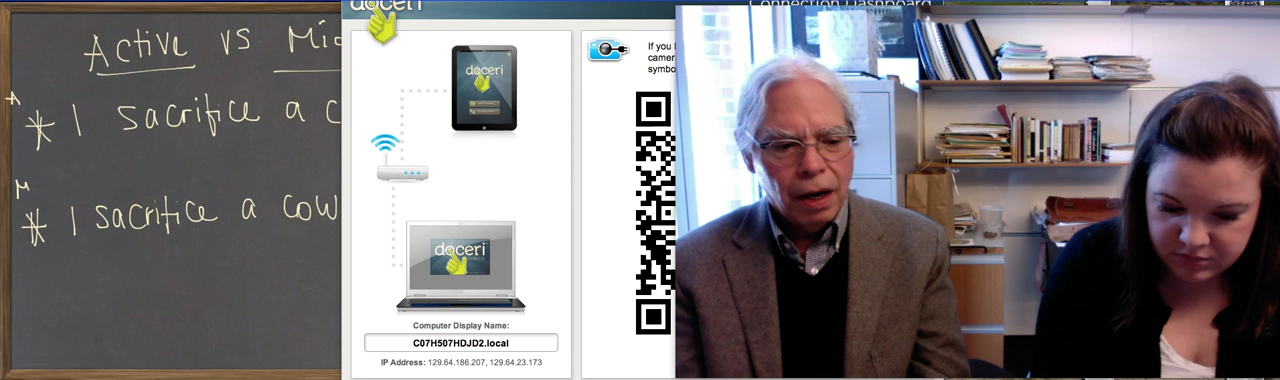 Active vs
A
* I sacrifice a
M
* I sacrifice a cow
doceri
Connection Dashboard
doceri
doceri
Computer Display Name:
C07H507HDJD2.local
IP Address: 129.64.186.207, 129.64.23.173
If you
camer
symbo